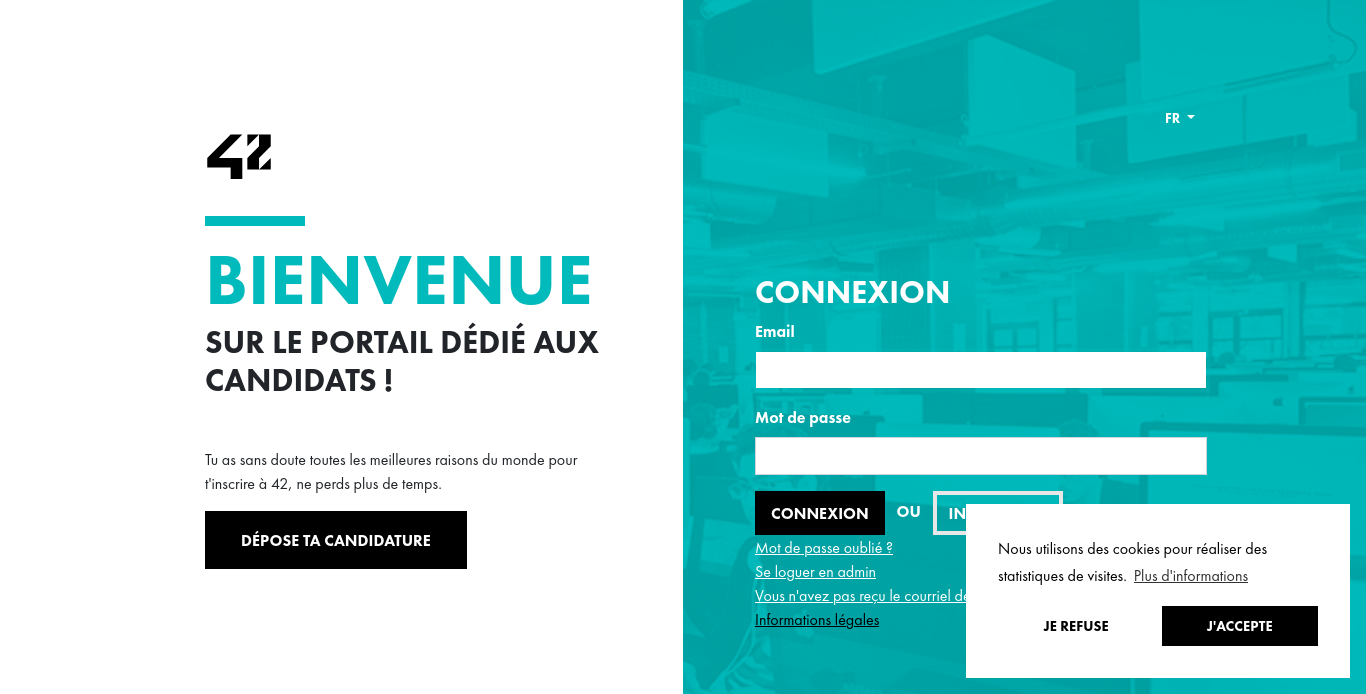 42
BIENVENUE
SUR LE PORTAIL DÉDIÉ AUX
CANDIDATS !
Tu as sans doute toutes les meilleures raisons du monde pour
t'inscrire à 42, ne perds plus de temps.
DÉPOSE TA CANDIDATURE
FR
CONNEXION
Email
Mot de passe
CONNEXION OU
Mot de passe oublié ?
Se loguer en admin
Vous n'avez pas reçu le courriel de
Informations légales
Nous utilisons des cookies pour réaliser des
statistiques de visites. Plus d'informations
JE REFUSE J'ACCEPTE